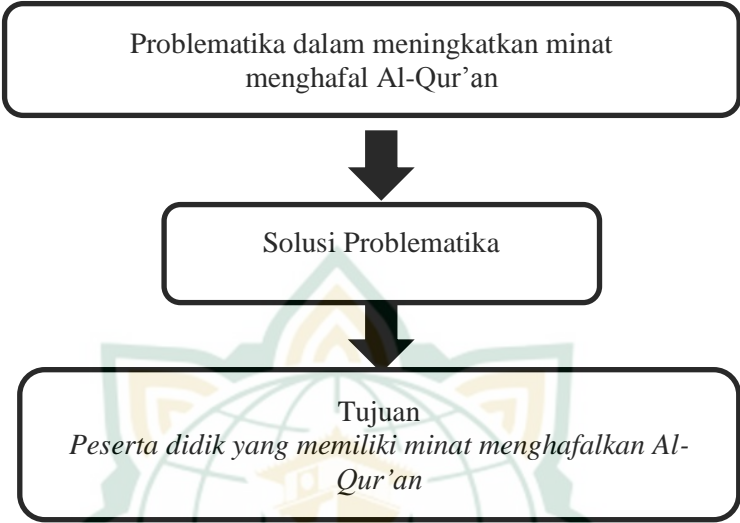 Problematika dalam meningkatkan minat
menghafal Al-Qur’an
Solusi Problematika
Tujuan
Peserta didik yang memiliki minat menghafalkan Al-
Qur’an